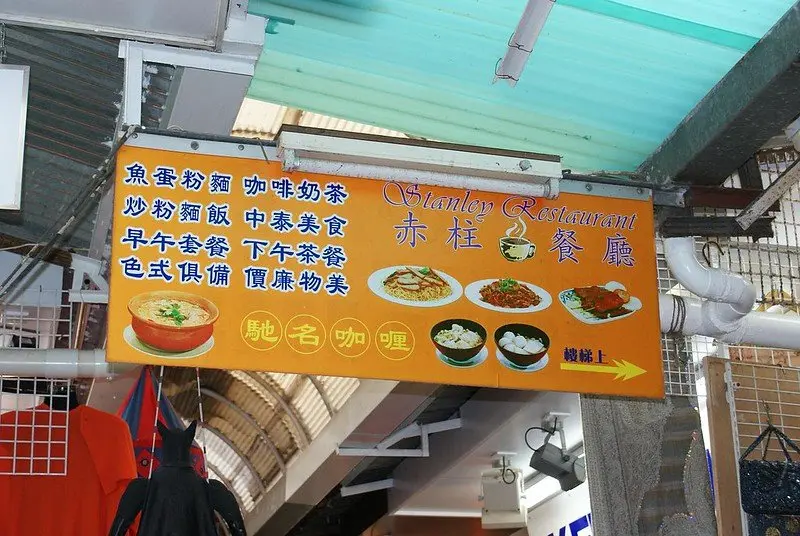 魚蛋粉麵 咖啡奶茶
炒粉麵飯 中泰美食
早午套餐 下午茶餐
色式俱備 價廉物美
馳名咖喱
Stanley Restaurant
赤柱 餐廳
樓梯上